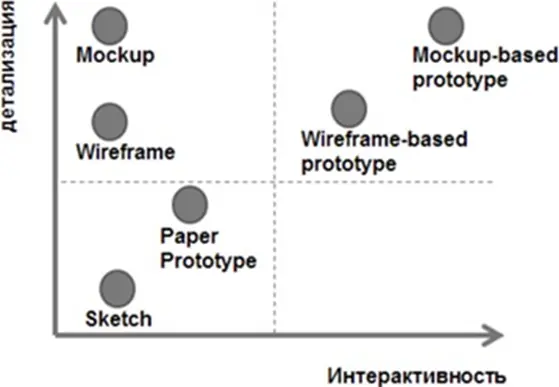 детализация
Mockup
Mockup-based
prototype
Wireframe
Wireframe-based
prototype
Paper
Prototype
Sketch
Интерактивность